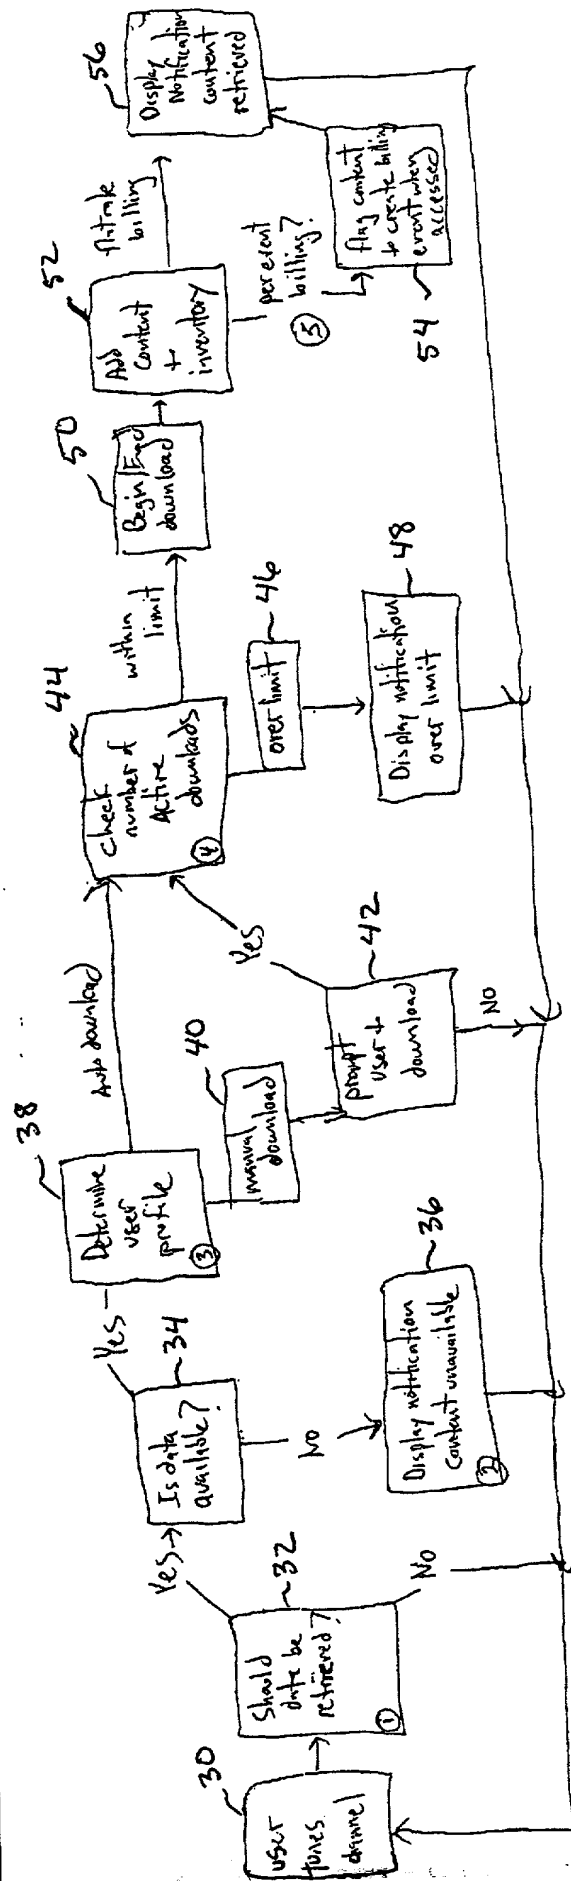 30
user
tunes
channel
32
Should
data be
retrieved?
①
Yes
No
34
Is data
available?
Yes
No
36
Display notification
content unavailable
②
38
Determine
user
profile
③
Auto download
40
manual
download
42
prompt
user to
download
Yes
No
44
Check
number of
Active
downloads
④
within
limit
46
over limit
48
Display notification
over limit
50
Begin/End
download
52
Add
content
to
inventory
flat rate
billing
per event
billing?
⑤
54
flag content
to create billing
event when
accessed
56
Display
Notification
content
retrieved